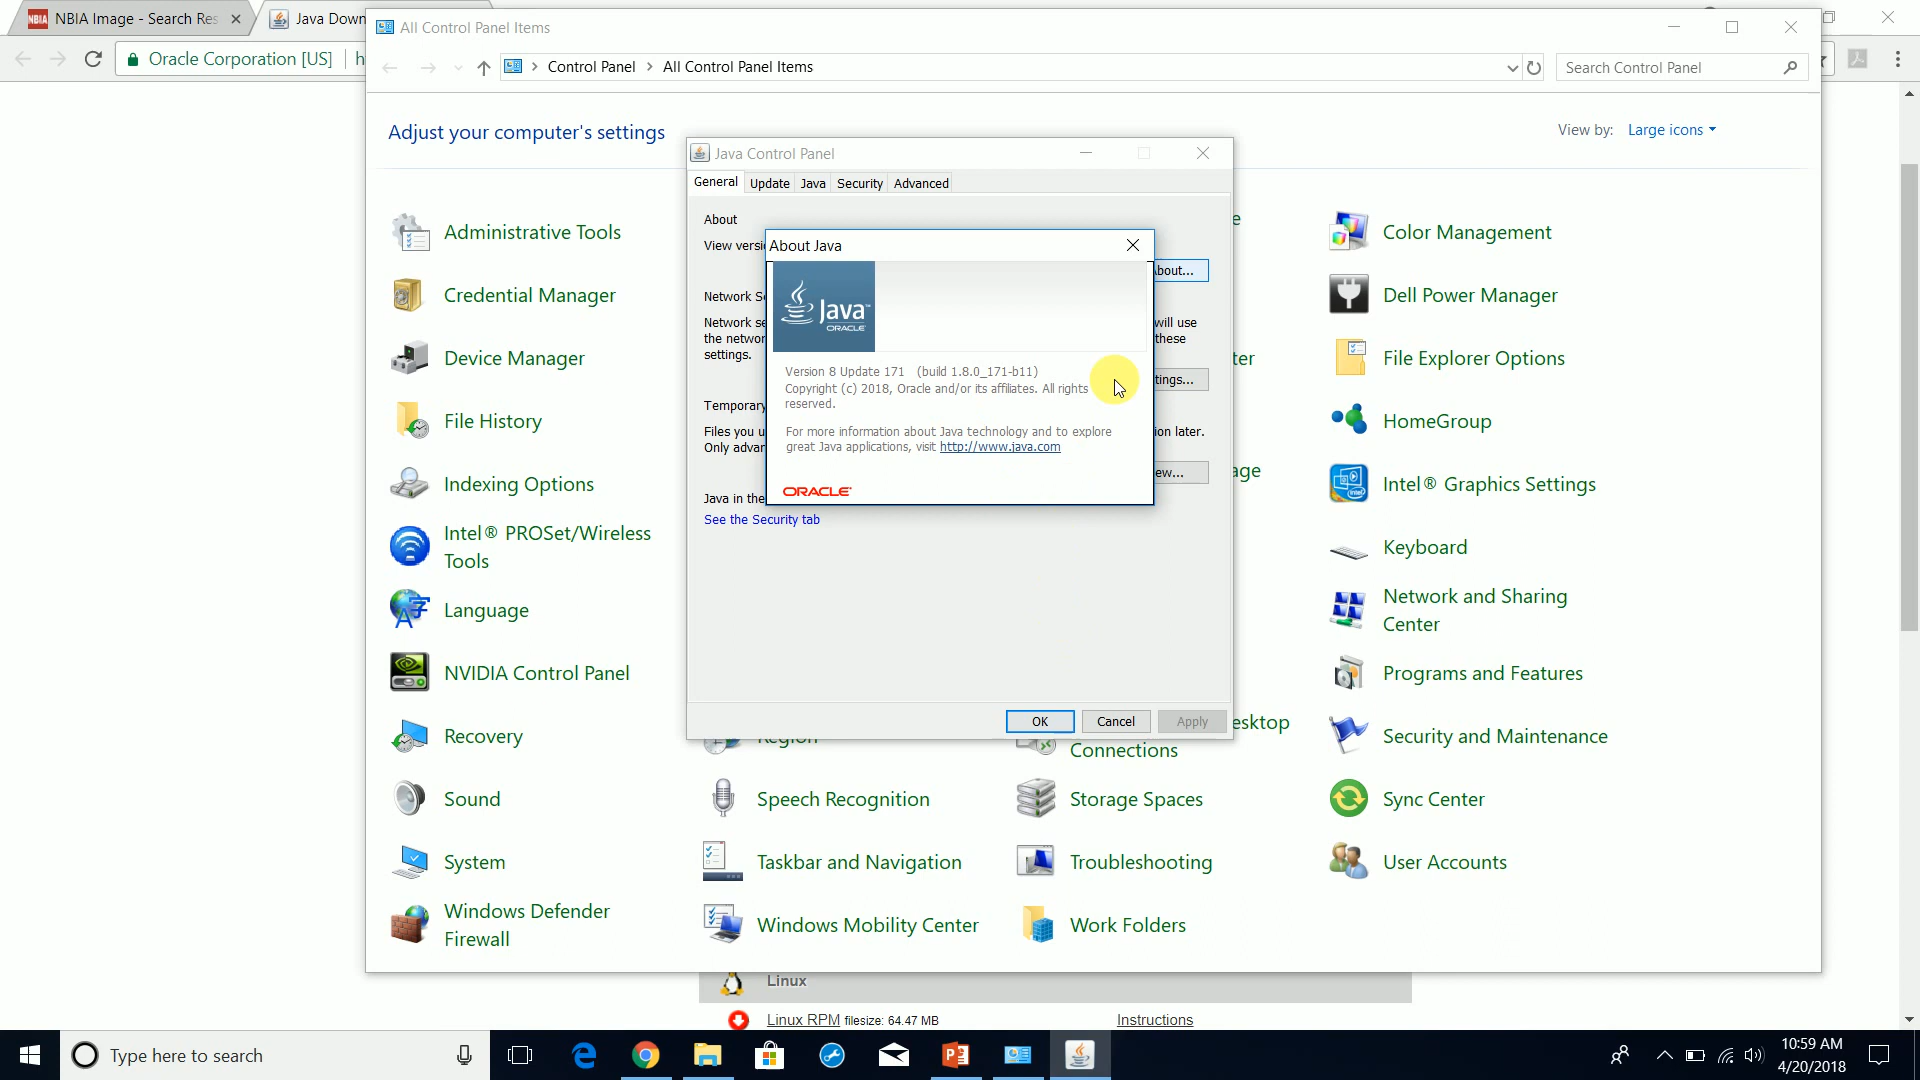 NBIA Image - Search Res
Java Down
Oracle Corporation [US]
All Control Panel Items
Control Panel > All Control Panel Items
Search Control Panel
Adjust your computer's settings
View by: Large icons
Administrative Tools
Credential Manager
Device Manager
File History
Indexing Options
Intel® PROSet/Wireless
Tools
Language
NVIDIA Control Panel
Recovery
Sound
System
Windows Defender
Firewall
Java Control Panel
General
Update
Java
Security
Advanced
About
View versi
About...
Network Se
Network se
will use
the networ
these
settings.
tings...
Temporary
Files you u
ion later.
Only advan
ew...
Java in the
See the Security tab
OK
Cancel
Apply
About Java
Java
ORACLE
Version 8 Update 171 (build 1.8.0_171-b11)
Copyright (c) 2018, Oracle and/or its affiliates. All rights
reserved.
For more information about Java technology and to explore
great Java applications, visit http://www.java.com
ORACLE
e
ter
age
esktop
Region
Connections
Speech Recognition
Storage Spaces
Taskbar and Navigation
Troubleshooting
Windows Mobility Center
Work Folders
Color Management
Dell Power Manager
File Explorer Options
HomeGroup
Intel® Graphics Settings
Keyboard
Network and Sharing
Center
Programs and Features
Security and Maintenance
Sync Center
User Accounts
Linux
Linux RPM filesize: 64.47 MB
Instructions
Type here to search
10:59 AM
4/20/2018